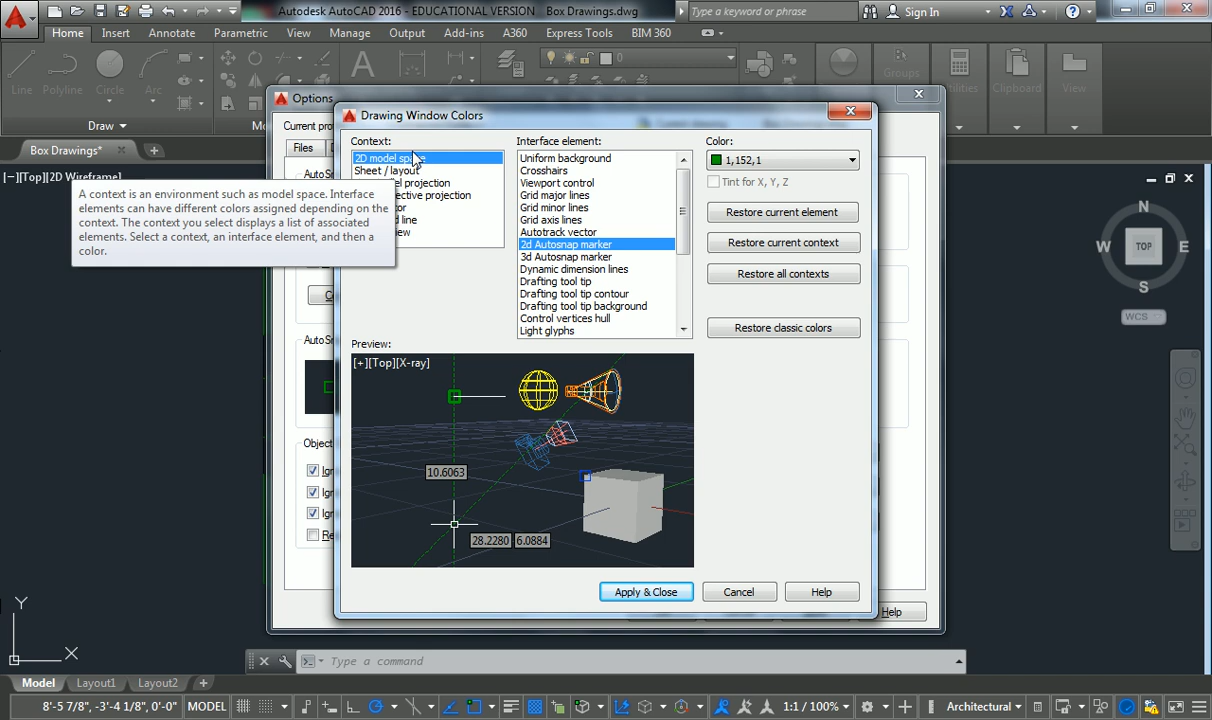 Autodesk AutoCAD 2016 - EDUCATIONAL VERSION Box Drawings.dwg
Type a keyword or phrase
Sign In
Home Insert Annotate Parametric View Manage Output Add-ins A360 Express Tools BIM 360
0
Line Polyline Circle Arc
Groups
Clipboard
View
Draw
Options
Drawing Window Colors
Box Drawings*
Files
[−][Top][2D Wireframe]
Context:
2D model space
Sheet / layout
A context is an environment such as model space. Interface
elements can have different colors assigned depending on the
context. The context you select displays a list of associated
elements. Select a context, an interface element, and then a
color.
Interface element:
Uniform background
Crosshairs
Viewport control
Grid major lines
Grid minor lines
Grid axis lines
Autotrack vector
2d Autosnap marker
3d Autosnap marker
Dynamic dimension lines
Drafting tool tip
Drafting tool tip contour
Drafting tool tip background
Control vertices hull
Light glyphs
Color:
1,152,1
Tint for X, Y, Z
Restore current element
Restore current context
Restore all contexts
Restore classic colors
Preview:
[+][Top][X-ray]
10.6063
28.2280 6.0884
Apply & Close
Cancel
Help
Help
N
W TOP E
S
WCS
Y
X
Type a command
Model Layout1 Layout2
8'-5 7/8", -3'-4 1/8", 0'-0" MODEL
1:1 / 100%
Architectural